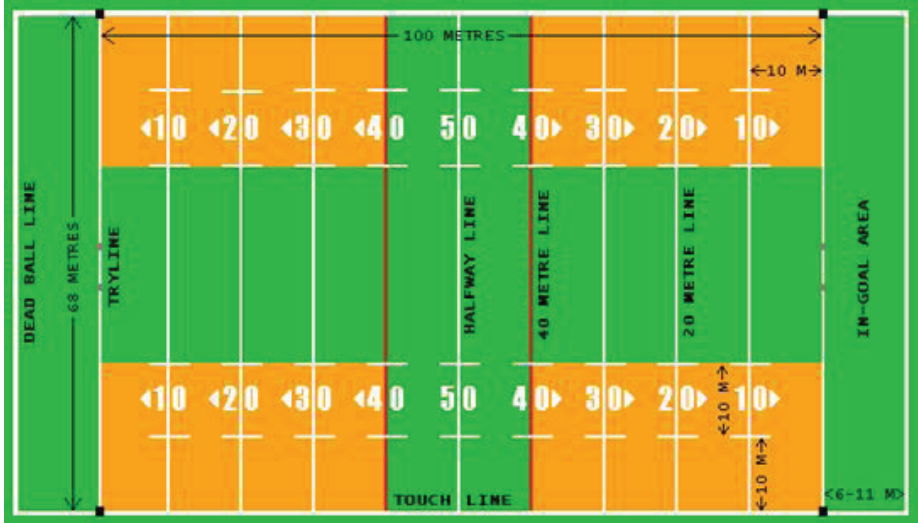 100 METRES
10 M
◄10 ◄20 ◄30 ◄40 50 40► 30► 20► 10►
DEAD BALL LINE
68 METRES
TRYLINE
HALFWAY LINE
40 METRE LINE
20 METRE LINE
IN-GOAL AREA
◄10 ◄20 ◄30 ◄40 50 40► 30► 20► 10►
10 M
10 M
TOUCH LINE
<6-11 M>